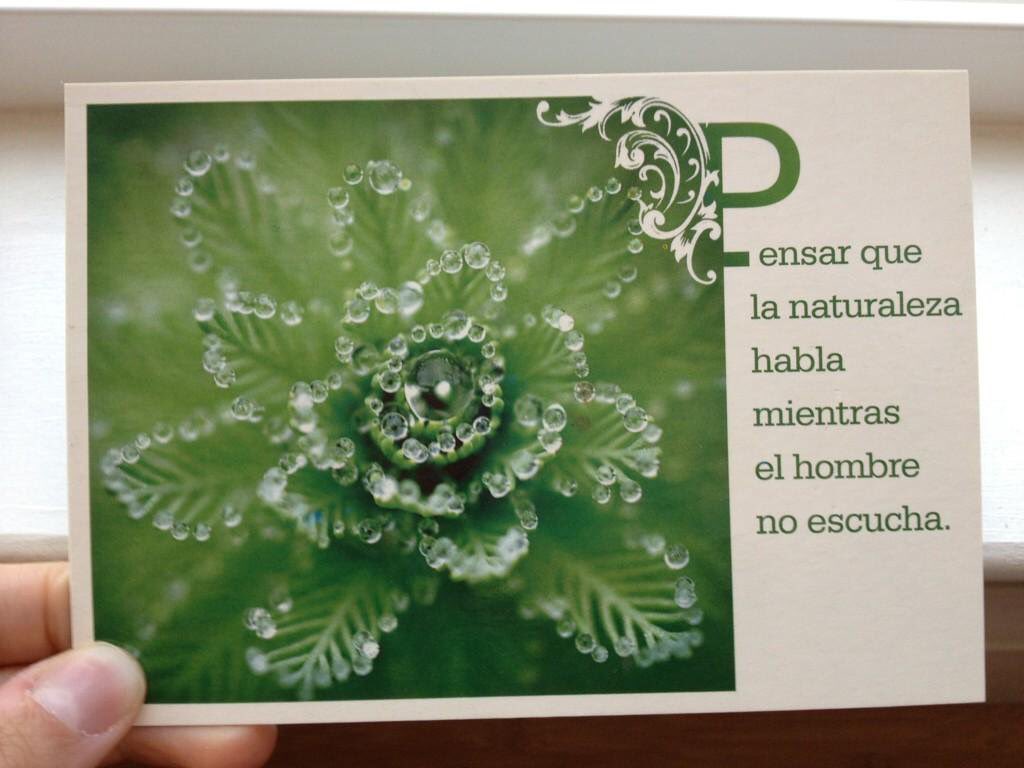 Pensar que
la naturaleza
habla
mientras
el hombre
no escucha.